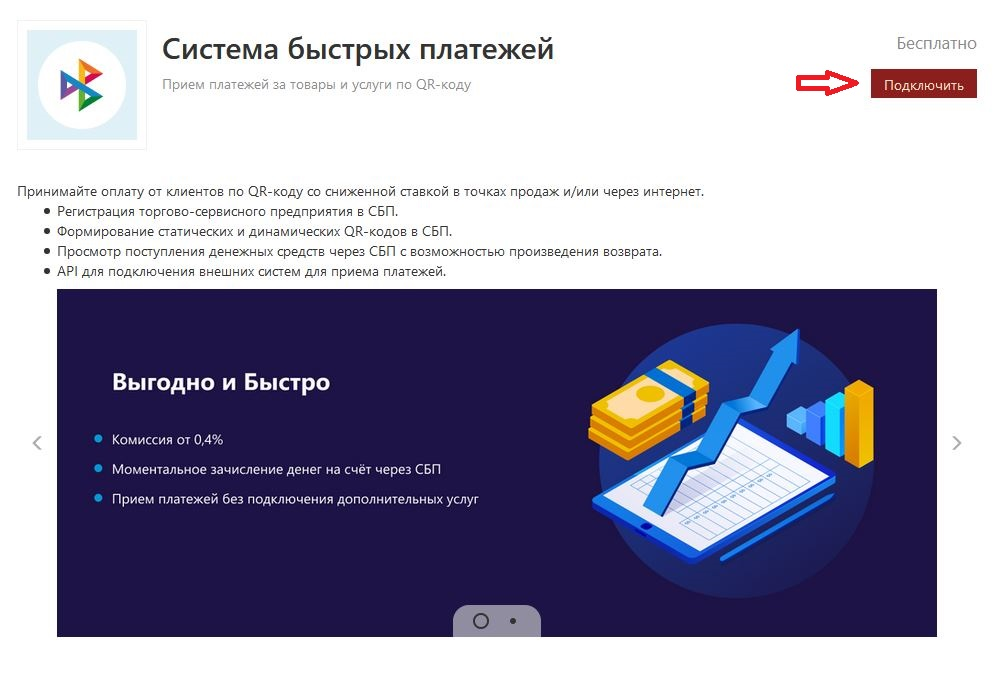 Система быстрых платежей
Бесплатно
Прием платежей за товары и услуги по QR-коду
Подключить
Принимайте оплату от клиентов по QR-коду со сниженной ставкой в точках продаж и/или через интернет.
Регистрация торгово-сервисного предприятия в СБП.
Формирование статических и динамических QR-кодов в СБП.
Просмотр поступления денежных средств через СБП с возможностью произведения возврата.
API для подключения внешних систем для приема платежей.
Выгодно и Быстро
Комиссия от 0,4%
Моментальное зачисление денег на счёт через СБП
Прием платежей без подключения дополнительных услуг